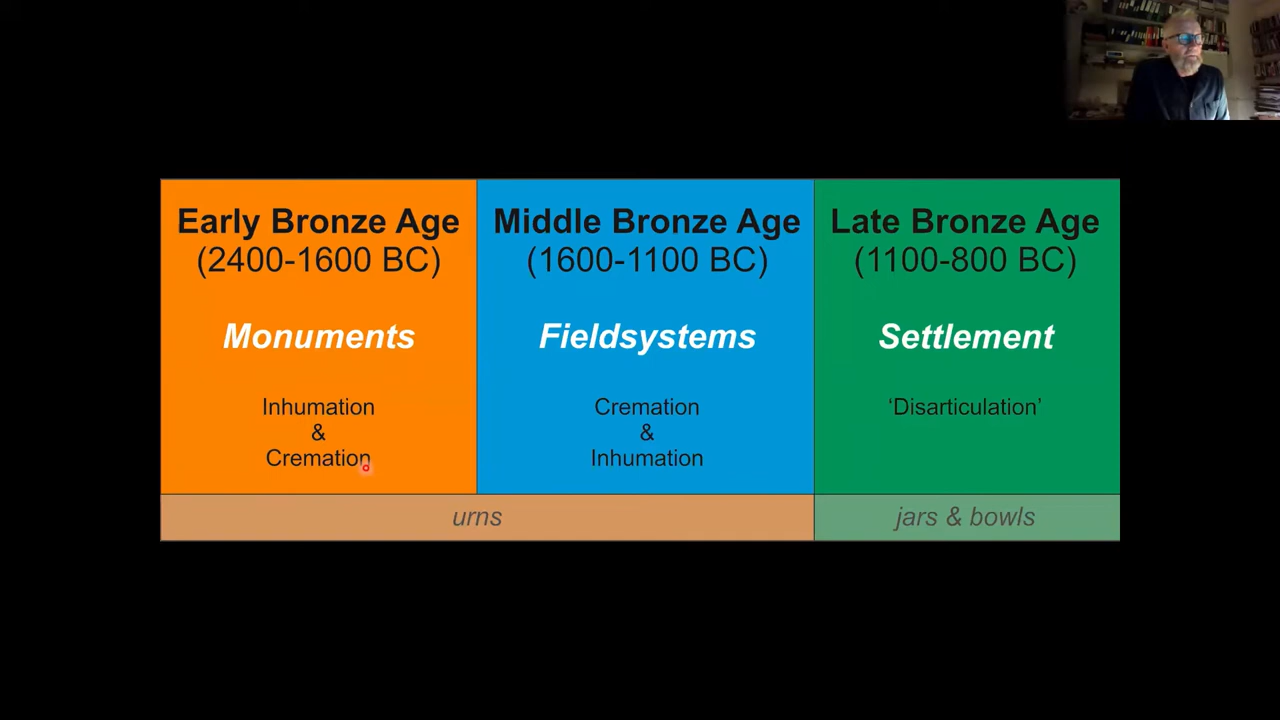 Early Bronze Age
(2400-1600 BC)
Monuments
Inhumation
&
Cremation
Middle Bronze Age
(1600-1100 BC)
Fieldsystems
Cremation
&
Inhumation
Late Bronze Age
(1100-800 BC)
Settlement
‘Disarticulation’
urns
jars & bowls